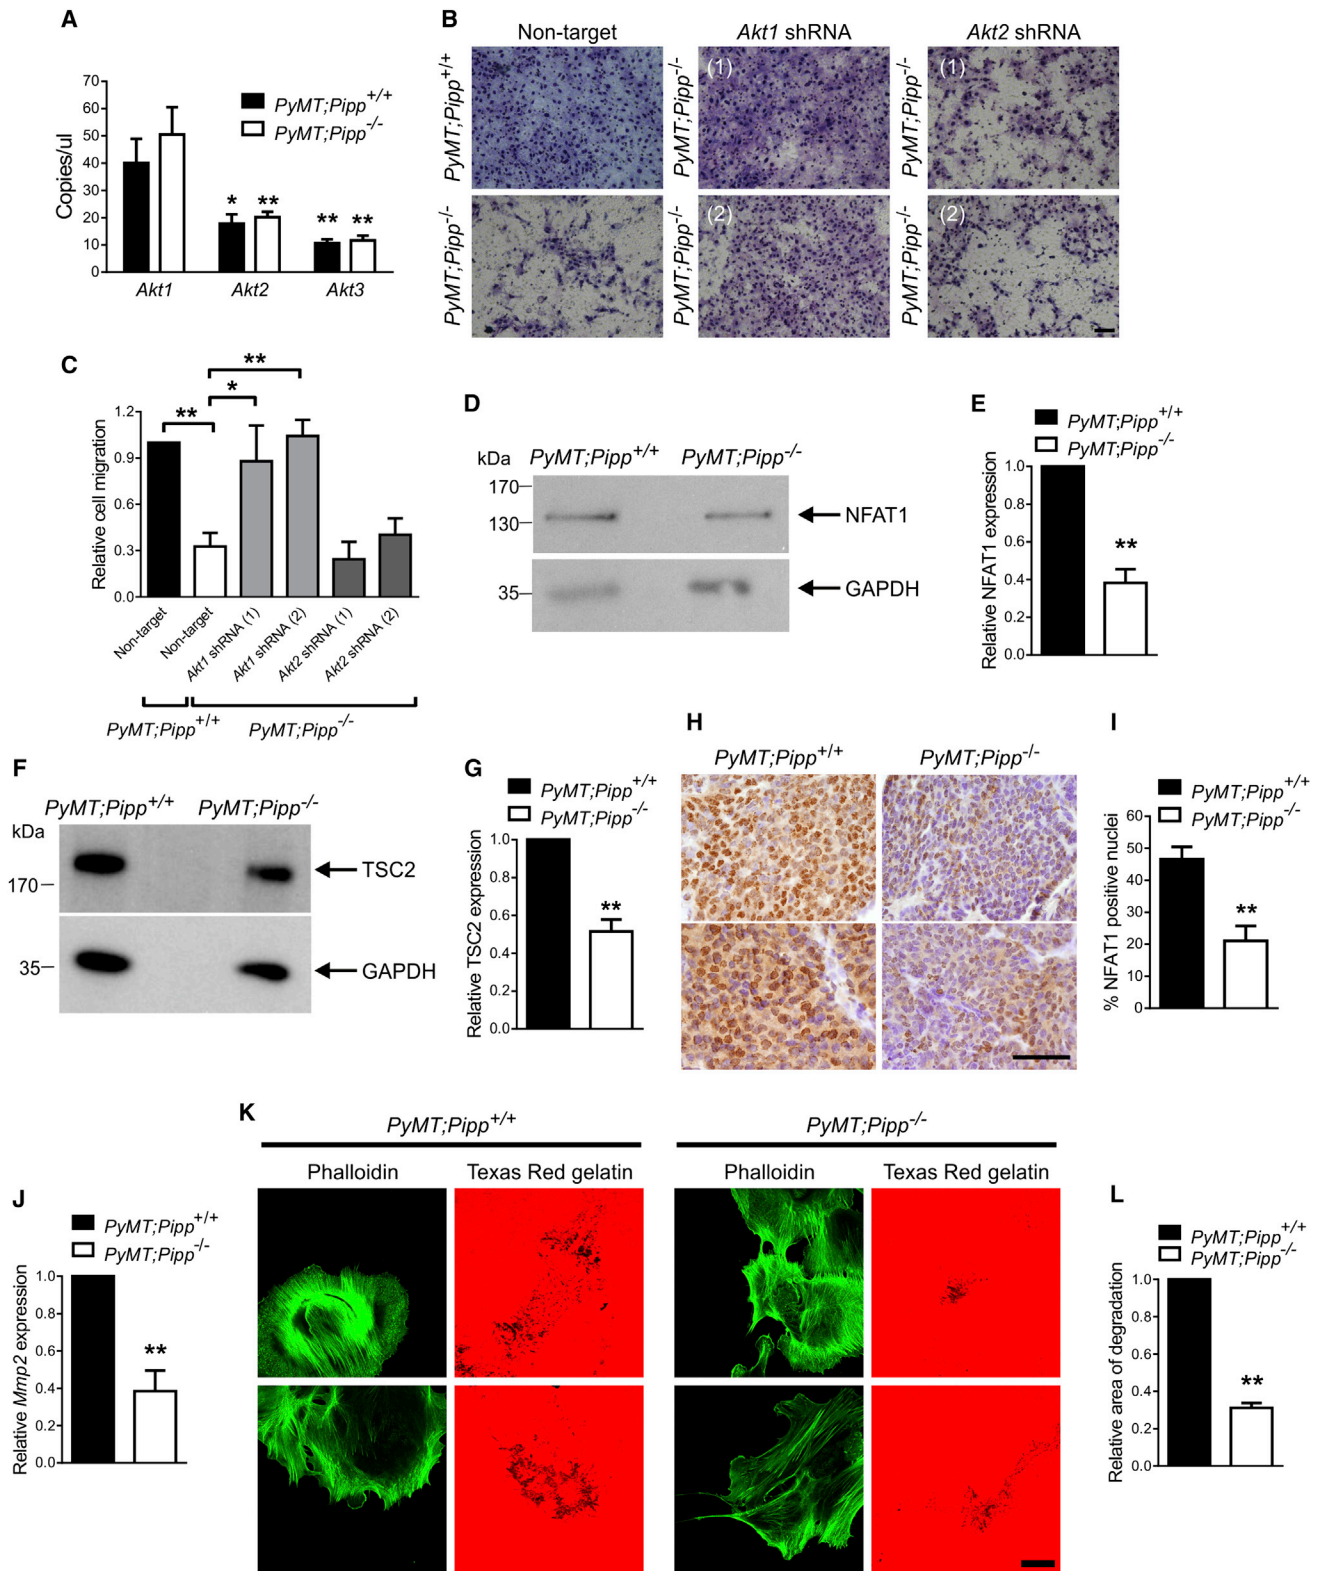 A
70
60
50
40
30
20
10
0
Copies/ul
PyMT;Pipp+/+
PyMT;Pipp-/-
* ** ** **
Akt1 Akt2 Akt3
B
Non-target Akt1 shRNA Akt2 shRNA
PyMT;Pipp+/+ PyMT;Pipp-/- (1) PyMT;Pipp-/- (1)
PyMT;Pipp-/- PyMT;Pipp-/- (2) PyMT;Pipp-/- (2)
C
**
*
**
1.2
0.9
0.6
0.3
0.0
Relative cell migration
Non-target
Non-target
Akt1 shRNA (1)
Akt1 shRNA (2)
Akt2 shRNA (1)
Akt2 shRNA (2)
PyMT;Pipp+/+ PyMT;Pipp-/-
D
kDa PyMT;Pipp+/+ PyMT;Pipp-/-
170
130
NFAT1
35
GAPDH
E
PyMT;Pipp+/+
PyMT;Pipp-/-
1.0
0.8
0.6
0.4
0.2
0.0
Relative NFAT1 expression
**
F
PyMT;Pipp+/+ PyMT;Pipp-/-
kDa
TSC2
170
35
GAPDH
G
PyMT;Pipp+/+
PyMT;Pipp-/-
1.0
0.8
0.6
0.4
0.2
0.0
Relative TSC2 expression
**
H
PyMT;Pipp+/+ PyMT;Pipp-/-
I
PyMT;Pipp+/+
PyMT;Pipp-/-
60
50
40
30
20
10
0
% NFAT1 positive nuclei
**
J
PyMT;Pipp+/+
PyMT;Pipp-/-
1.0
0.8
0.6
0.4
0.2
0.0
Relative Mmp2 expression
**
K
PyMT;Pipp+/+ PyMT;Pipp-/-
Phalloidin Texas Red gelatin Phalloidin Texas Red gelatin
L
PyMT;Pipp+/+
PyMT;Pipp-/-
1.0
0.8
0.6
0.4
0.2
0.0
Relative area of degradation
**